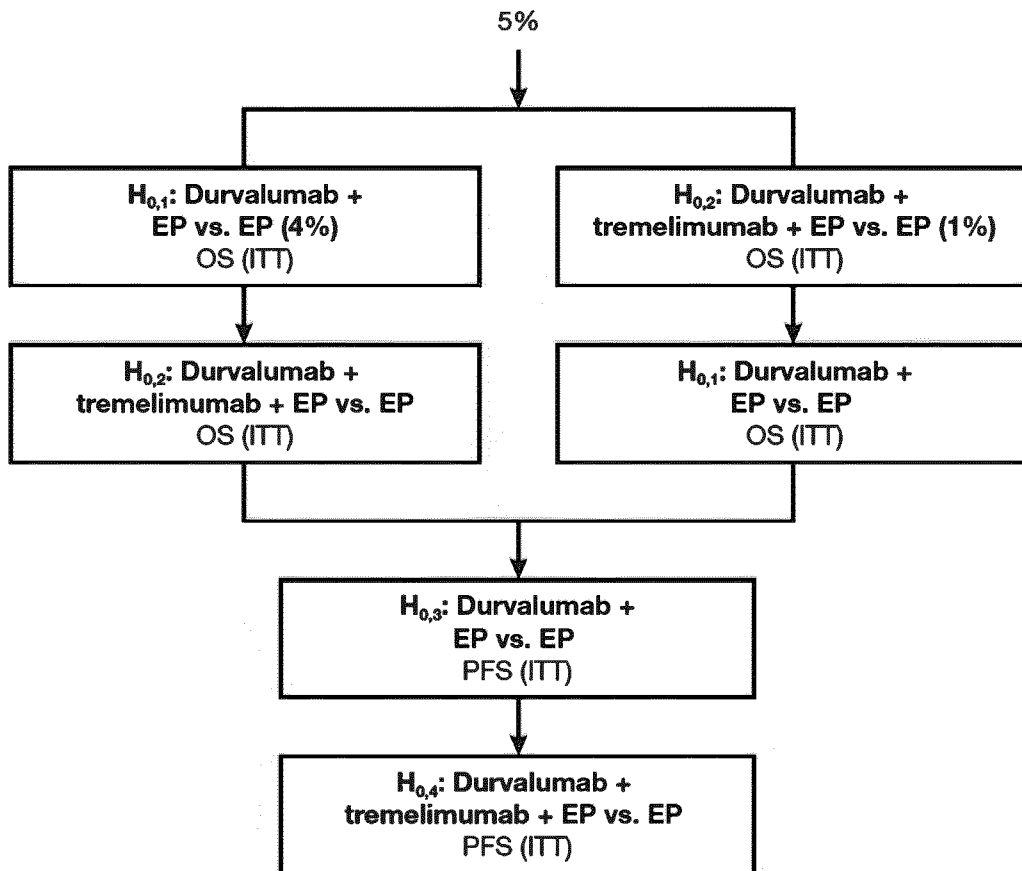 5%
H0,1: Durvalumab +
EP vs. EP (4%)
OS (ITT)
H0,2: Durvalumab +
tremelimumab + EP vs. EP (1%)
OS (ITT)
H0,2: Durvalumab +
tremelimumab + EP vs. EP
OS (ITT)
H0,1: Durvalumab +
EP vs. EP
OS (ITT)
H0,3: Durvalumab +
EP vs. EP
PFS (ITT)
H0,4: Durvalumab +
tremelimumab + EP vs. EP
PFS (ITT)